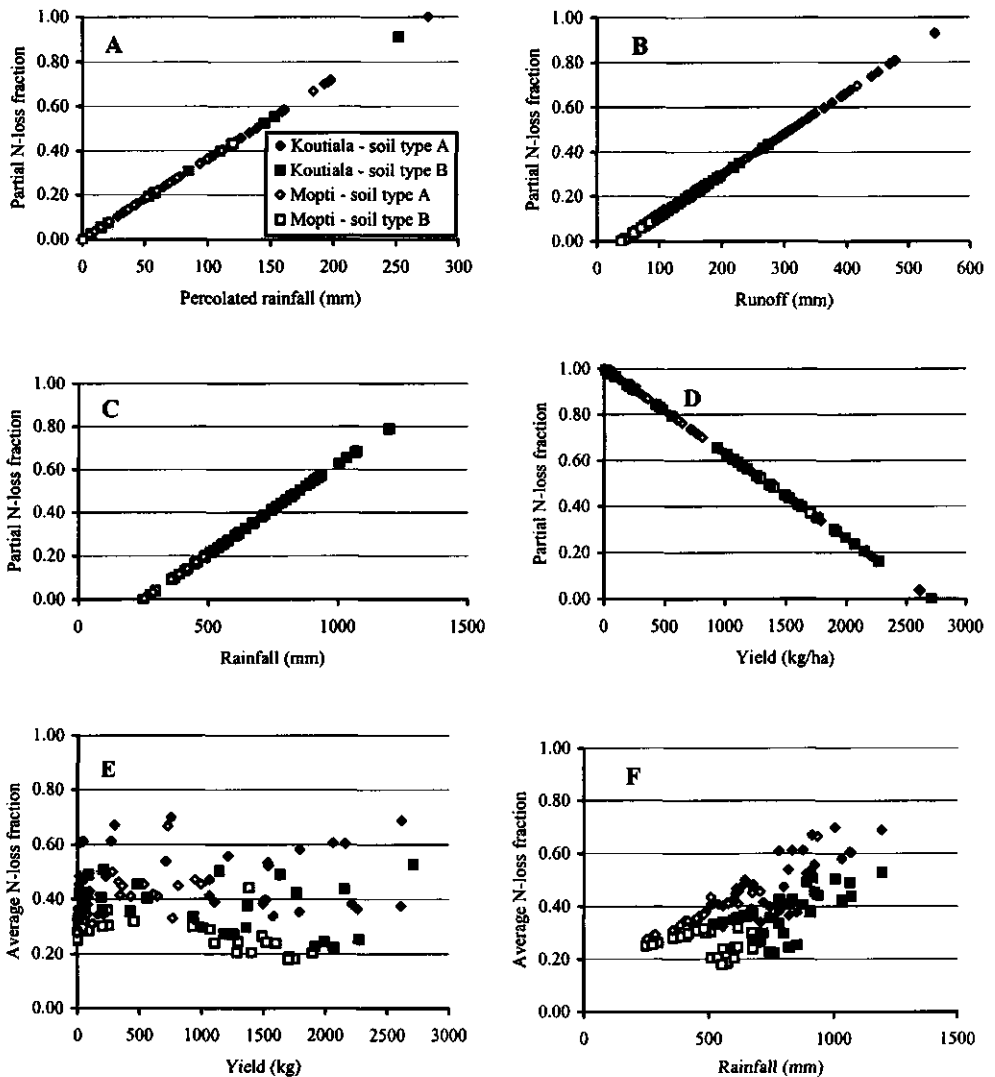 A
Partial N-loss fraction
1.00
0.80
0.60
0.40
0.20
0.00
Koutiala - soil type A
Koutiala - soil type B
Mopti - soil type A
Mopti - soil type B
0 50 100 150 200 250 300
Percolated rainfall (mm)
B
Partial N-loss fraction
1.00
0.80
0.60
0.40
0.20
0.00
0 100 200 300 400 500 600
Runoff (mm)
C
Partial N-loss fraction
1.00
0.80
0.60
0.40
0.20
0.00
0 500 1000 1500
Rainfall (mm)
D
Partial N-loss fraction
1.00
0.80
0.60
0.40
0.20
0.00
0 500 1000 1500 2000 2500 3000
Yield (kg/ha)
E
Average N-loss fraction
1.00
0.80
0.60
0.40
0.20
0.00
0 500 1000 1500 2000 2500 3000
Yield (kg)
F
Average N-loss fraction
1.00
0.80
0.60
0.40
0.20
0.00
0 500 1000 1500
Rainfall (mm)